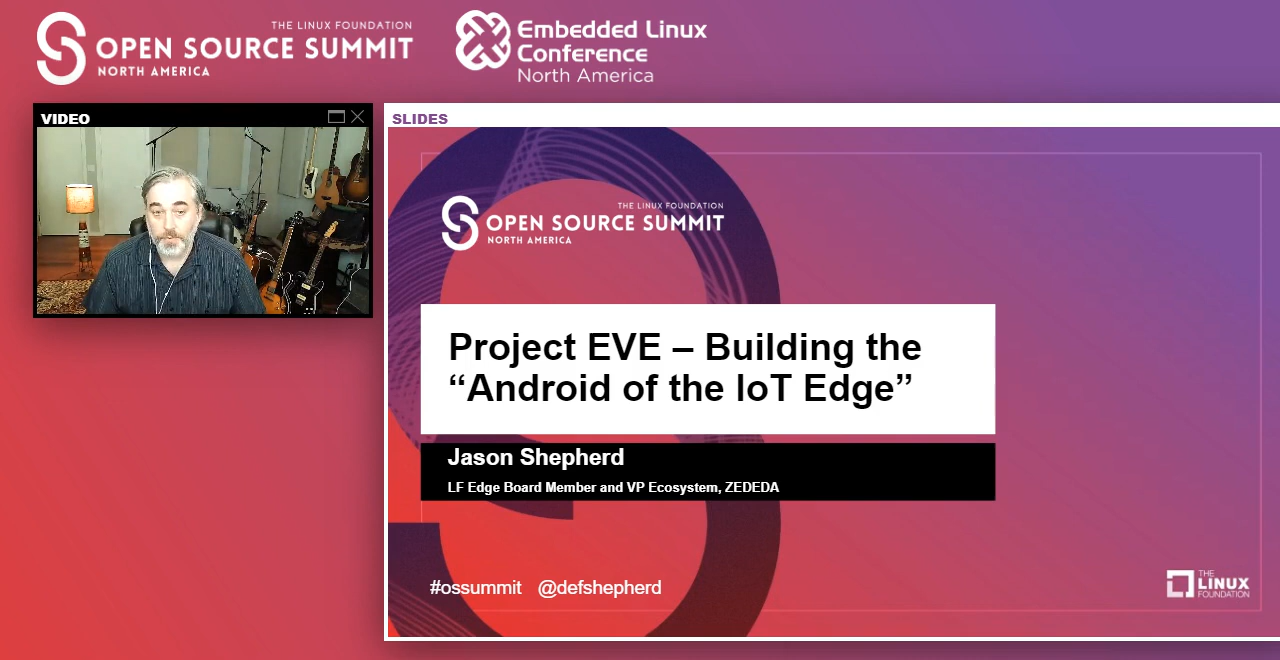 THE LINUX FOUNDATION
OPEN SOURCE SUMMIT
NORTH AMERICA
Embedded Linux
Conference
North America
VIDEO
SLIDES
THE LINUX FOUNDATION
OPEN SOURCE SUMMIT
NORTH AMERICA
Project EVE – Building the
“Android of the IoT Edge”
Jason Shepherd
LF Edge Board Member and VP Ecosystem, ZEDEDA
#ossummit @defshepherd
THE
LINUX
FOUNDATION